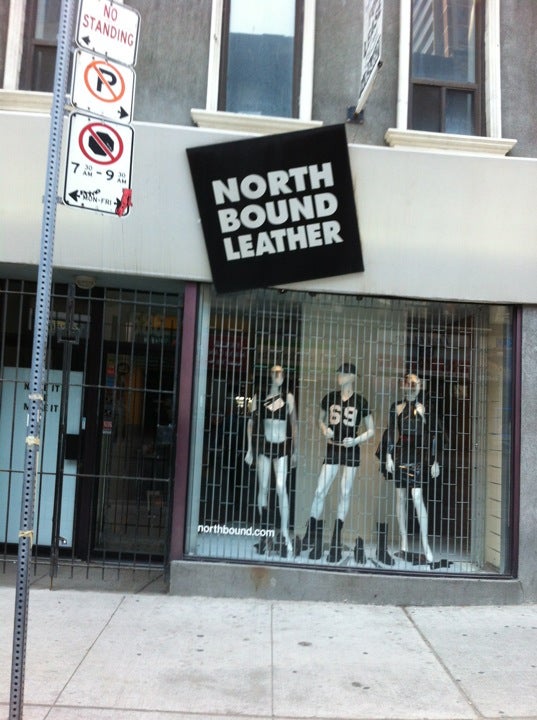 NO
STANDING
P
7 30 AM - 9 30 AM
MON-FRI
NORTH
BOUND
LEATHER
69
northbound.com